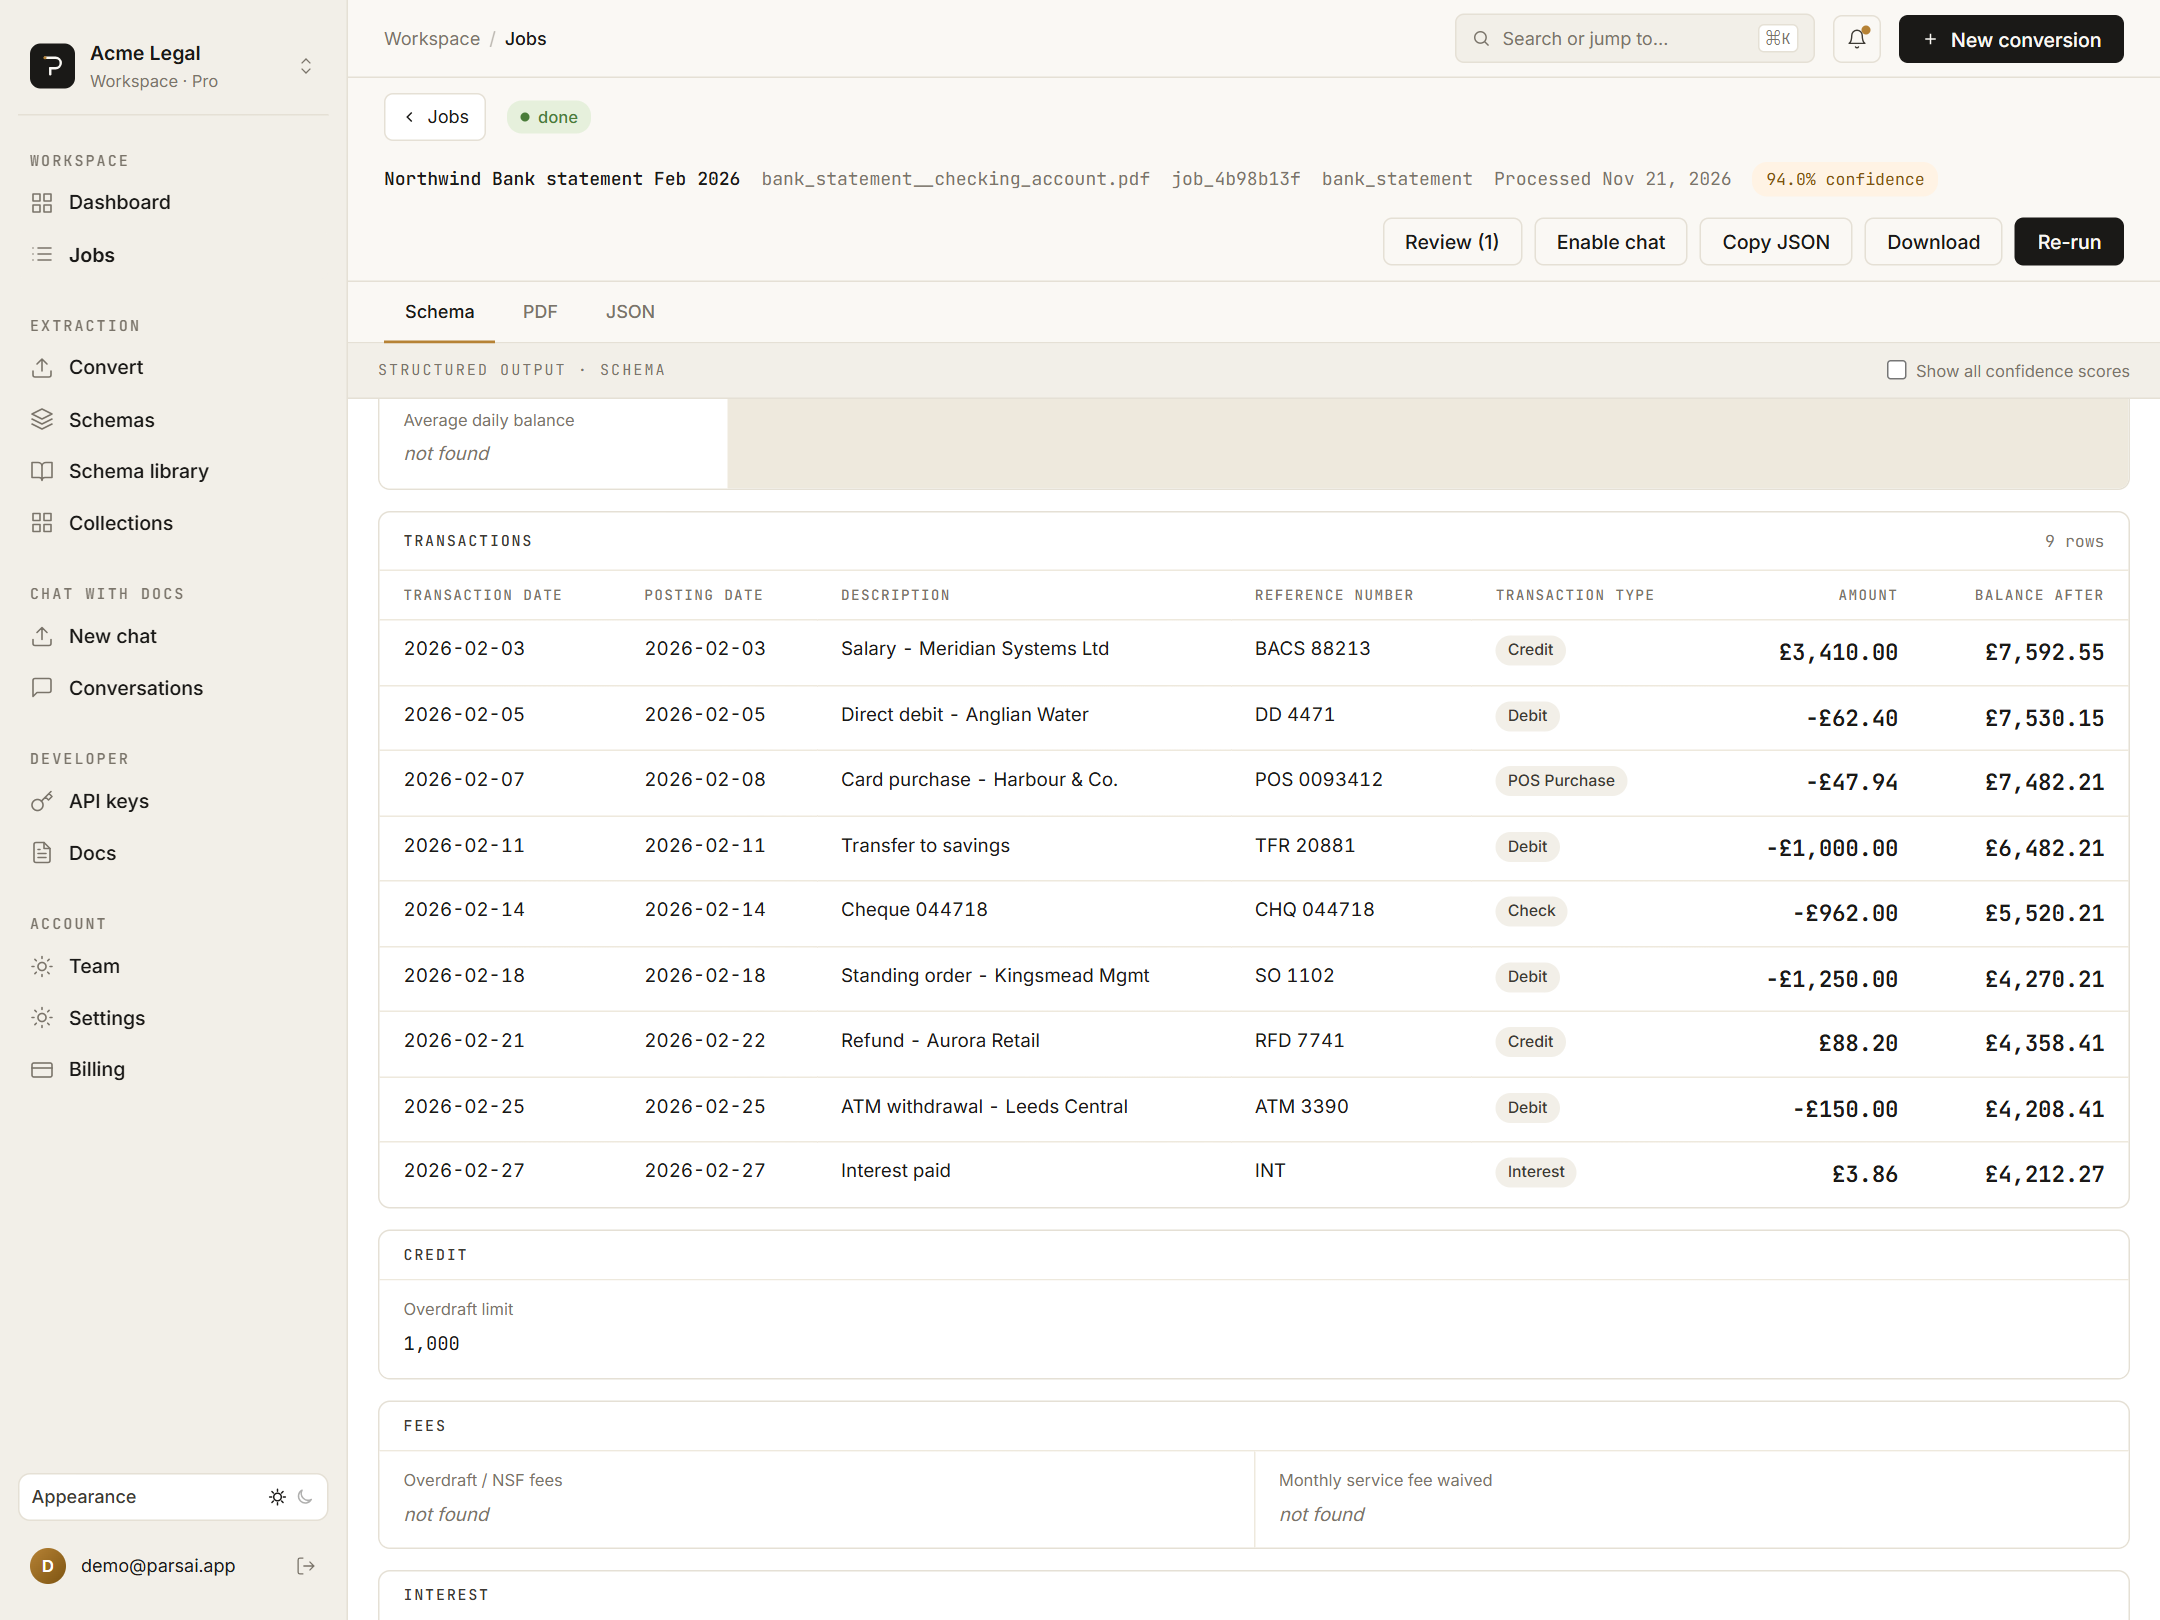 Acme Legal
Workspace · Pro
WORKSPACE
Dashboard
Jobs
EXTRACTION
Convert
Schemas
Schema library
Collections
CHAT WITH DOCS
New chat
Conversations
DEVELOPER
API keys
Docs
ACCOUNT
Team
Settings
Billing
Appearance
D demo@parsai.app
Workspace / Jobs
Search or jump to... ⌘K
+ New conversion
‹ Jobs
done
Northwind Bank statement Feb 2026 bank_statement__checking_account.pdf job_4b98b13f bank_statement Processed Nov 21, 2026 94.0% confidence
Review (1) Enable chat Copy JSON Download Re-run
Schema PDF JSON
STRUCTURED OUTPUT · SCHEMA Show all confidence scores
Average daily balance
not found
TRANSACTIONS 9 rows
TRANSACTION DATE POSTING DATE DESCRIPTION REFERENCE NUMBER TRANSACTION TYPE AMOUNT BALANCE AFTER
2026-02-03 2026-02-03 Salary - Meridian Systems Ltd BACS 88213 Credit £3,410.00 £7,592.55
2026-02-05 2026-02-05 Direct debit - Anglian Water DD 4471 Debit -£62.40 £7,530.15
2026-02-07 2026-02-08 Card purchase - Harbour & Co. POS 0093412 POS Purchase -£47.94 £7,482.21
2026-02-11 2026-02-11 Transfer to savings TFR 20881 Debit -£1,000.00 £6,482.21
2026-02-14 2026-02-14 Cheque 044718 CHQ 044718 Check -£962.00 £5,520.21
2026-02-18 2026-02-18 Standing order - Kingsmead Mgmt SO 1102 Debit -£1,250.00 £4,270.21
2026-02-21 2026-02-22 Refund - Aurora Retail RFD 7741 Credit £88.20 £4,358.41
2026-02-25 2026-02-25 ATM withdrawal - Leeds Central ATM 3390 Debit -£150.00 £4,208.41
2026-02-27 2026-02-27 Interest paid INT Interest £3.86 £4,212.27
CREDIT
Overdraft limit
1,000
FEES
Overdraft / NSF fees Monthly service fee waived
not found not found
INTEREST